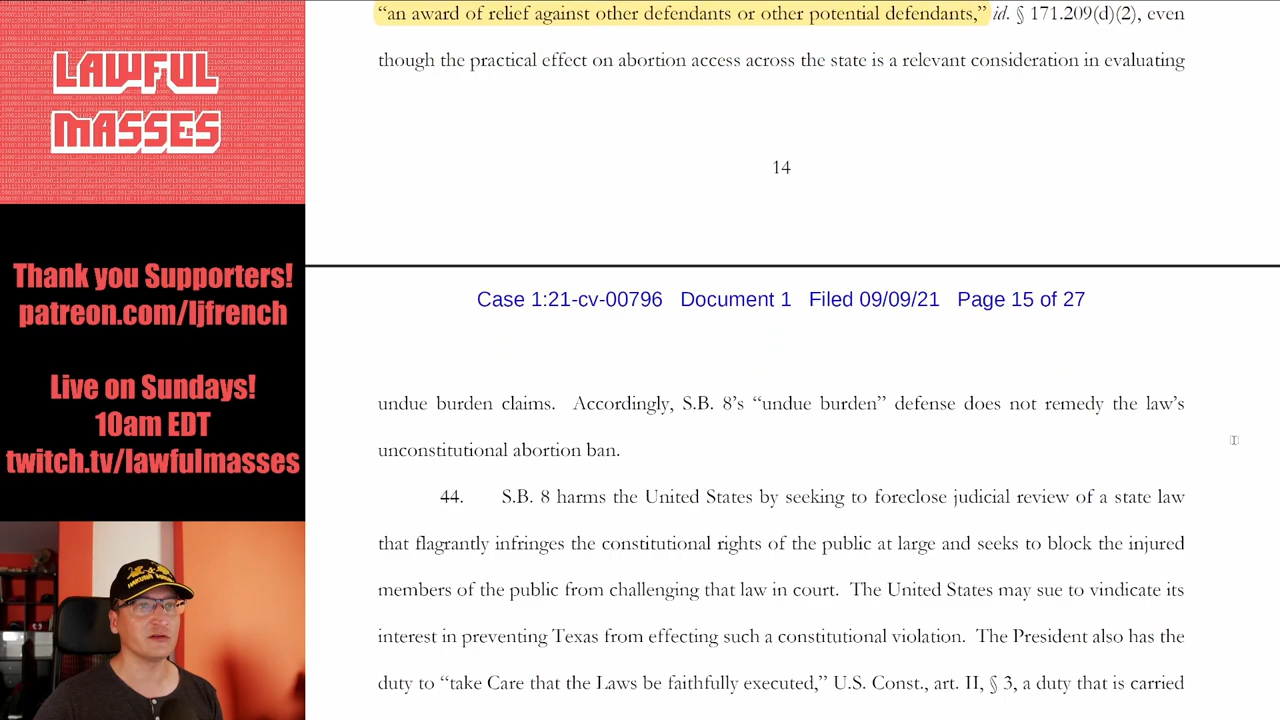 LAWFUL
MASSES
Thank you Supporters!
patreon.com/ljfrench
Live on Sundays!
10am EDT
twitch.tv/lawfulmasses
“an award of relief against other defendants or other potential defendants,” id. § 171.209(d)(2), even
though the practical effect on abortion access across the state is a relevant consideration in evaluating
14
Case 1:21-cv-00796 Document 1 Filed 09/09/21 Page 15 of 27
undue burden claims. Accordingly, S.B. 8’s “undue burden” defense does not remedy the law’s
unconstitutional abortion ban.
44. S.B. 8 harms the United States by seeking to foreclose judicial review of a state law
that flagrantly infringes the constitutional rights of the public at large and seeks to block the injured
members of the public from challenging that law in court. The United States may sue to vindicate its
interest in preventing Texas from effecting such a constitutional violation. The President also has the
duty to “take Care that the Laws be faithfully executed,” U.S. Const., art. II, § 3, a duty that is carried